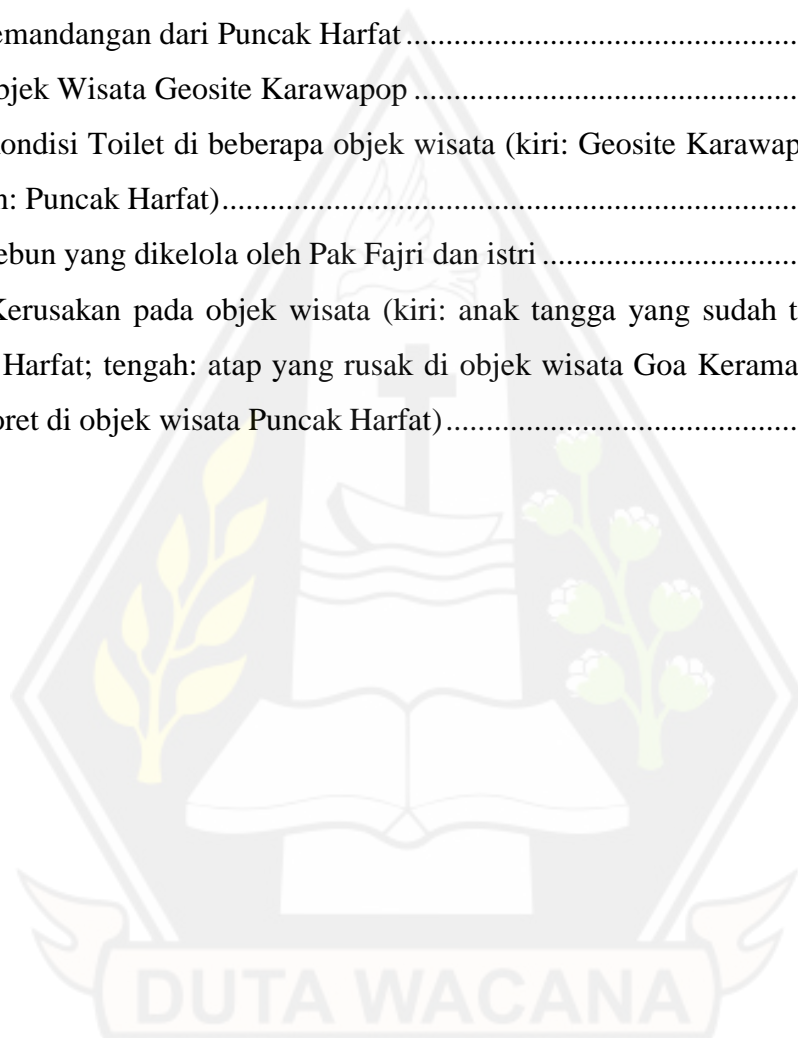 emandangan dari Puncak Harfat ..........................................
bjek Wisata Geosite Karawapop ..........................................
ondisi Toilet di beberapa objek wisata (kiri: Geosite Karawap
n: Puncak Harfat) ..........................................
ebun yang dikelola oleh Pak Fajri dan istri ..........................................
Kerusakan pada objek wisata (kiri: anak tangga yang sudah t
Harfat; tengah: atap yang rusak di objek wisata Goa Kerama
oret di objek wisata Puncak Harfat) ..........................................
DUTA WACANA